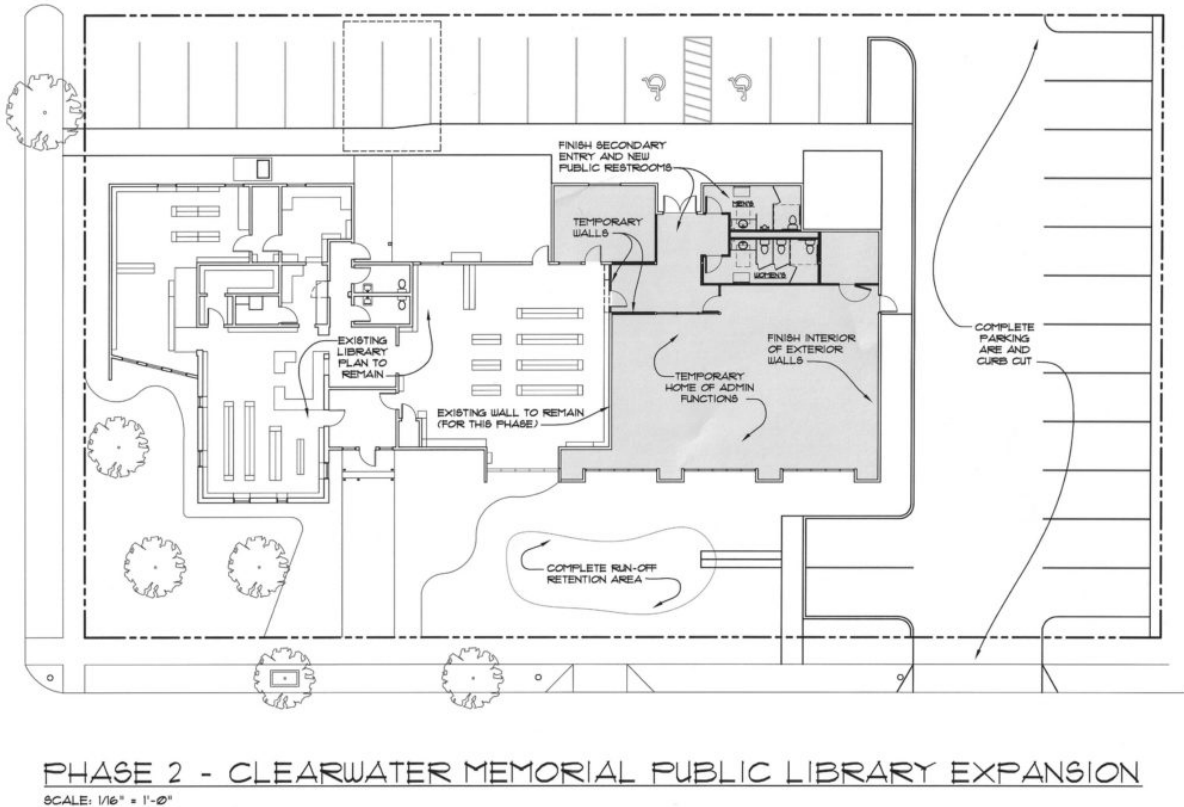 FINISH SECONDARY
ENTRY AND NEW
PUBLIC RESTROOMS
MEN'S
TEMPORARY
WALLS
WOMEN'S
EXISTING
LIBRARY
PLAN TO
REMAIN
FINISH INTERIOR
OF EXTERIOR
WALLS
COMPLETE
PARKING
ARE AND
CURB CUT
TEMPORARY
HOME OF ADMIN
FUNCTIONS
EXISTING WALL TO REMAIN
(FOR THIS PHASE)
COMPLETE RUN-OFF
RETENTION AREA
PHASE 2 - CLEARWATER MEMORIAL PUBLIC LIBRARY EXPANSION
SCALE: 1/16" = 1'-0"